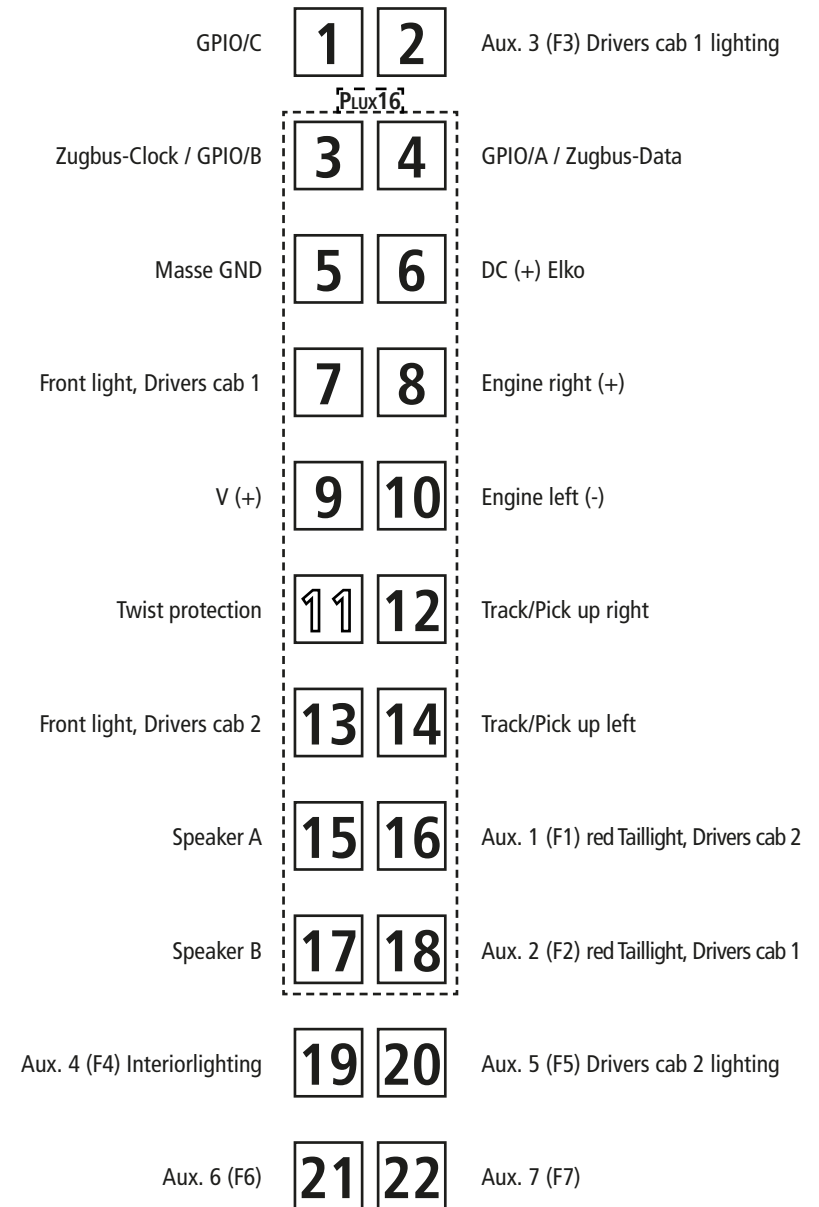 GPIO/C 1 2 Aux. 3 (F3) Drivers cab 1 lighting
PLUX16
Zugbus-Clock / GPIO/B 3 4 GPIO/A / Zugbus-Data
Masse GND 5 6 DC (+) Elko
Front light, Drivers cab 1 7 8 Engine right (+)
V (+) 9 10 Engine left (-)
Twist protection 11 12 Track/Pick up right
Front light, Drivers cab 2 13 14 Track/Pick up left
Speaker A 15 16 Aux. 1 (F1) red Taillight, Drivers cab 2
Speaker B 17 18 Aux. 2 (F2) red Taillight, Drivers cab 1
Aux. 4 (F4) Interiorlighting 19 20 Aux. 5 (F5) Drivers cab 2 lighting
Aux. 6 (F6) 21 22 Aux. 7 (F7)